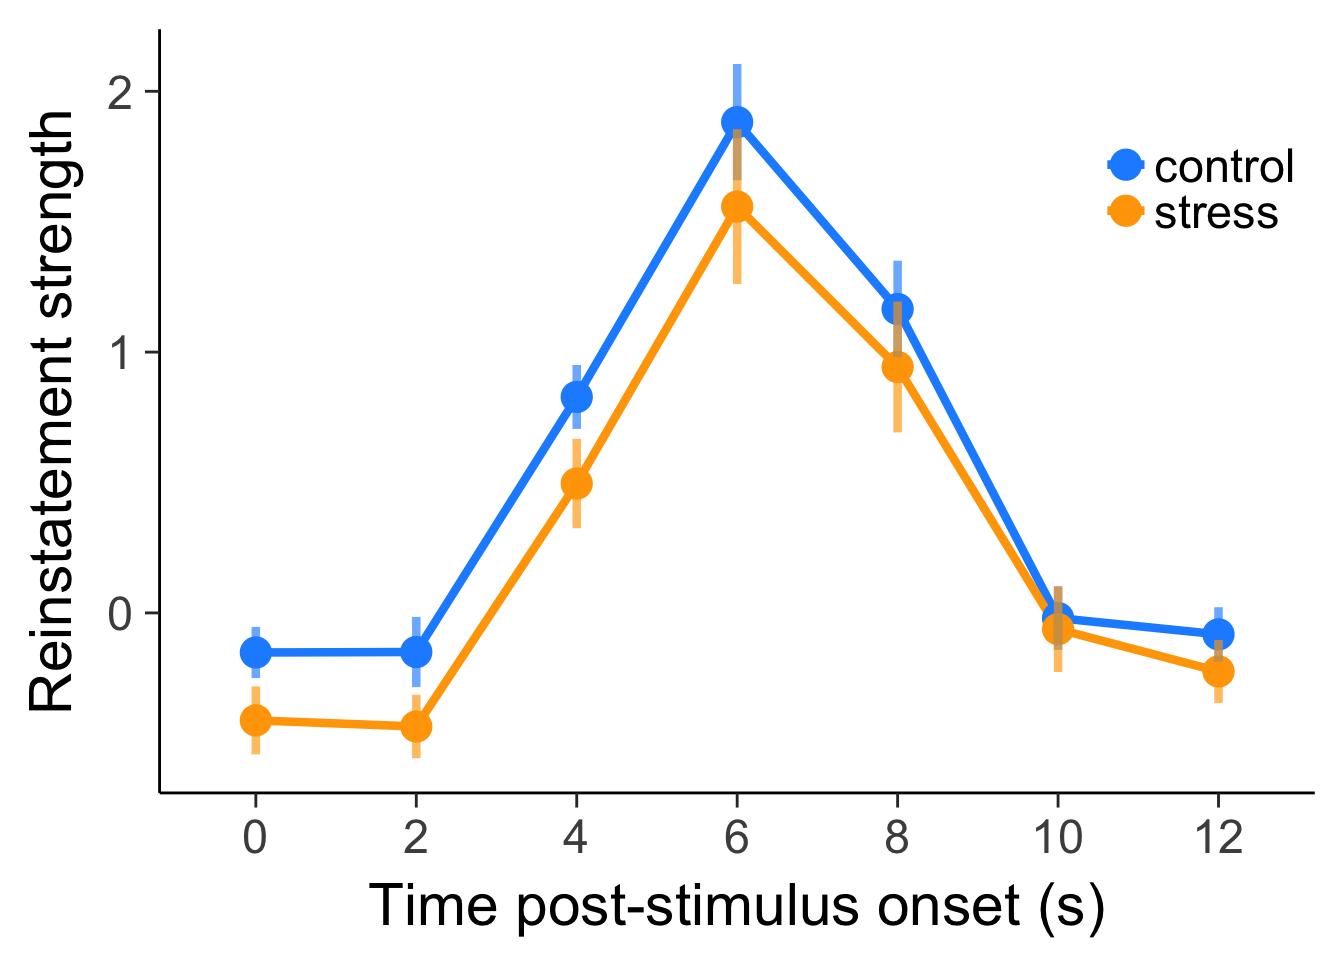 2
1
0
Reinstatement strength
control
stress
0 2 4 6 8 10 12
Time post-stimulus onset (s)